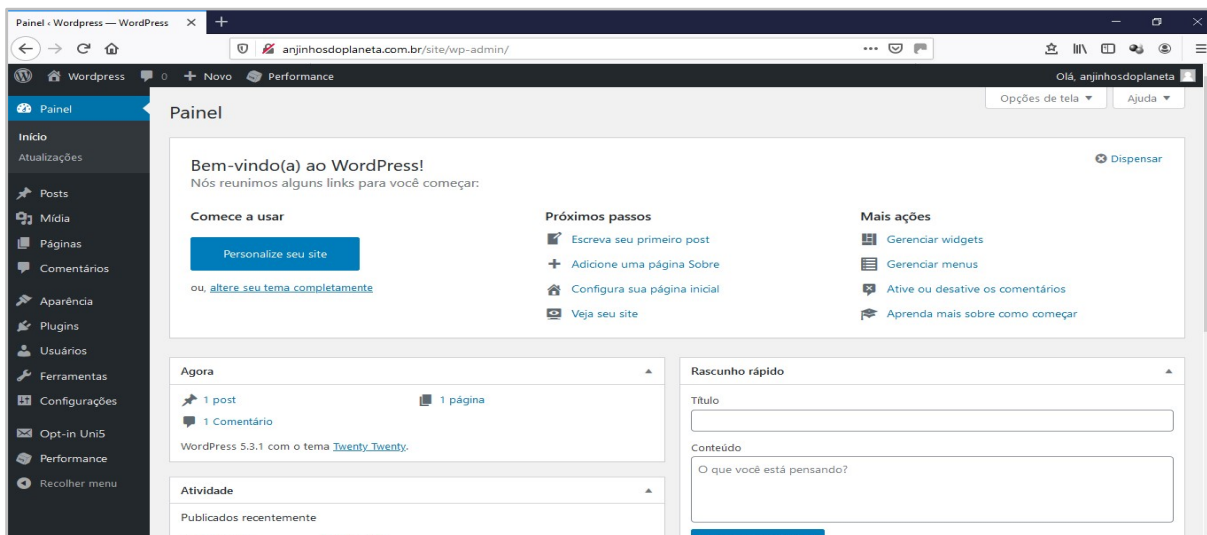 Painel ‹ Wordpress — WordPress
anjinhosdoplaneta.com.br/site/wp-admin/
Wordpress 0 Novo Performance Olá, anjinhosdoplaneta
Opções de tela Ajuda
Painel
Início
Atualizações
Posts
Mídia
Páginas
Comentários
Aparência
Plugins
Usuários
Ferramentas
Configurações
Opt-in Uni5
Performance
Recolher menu
Painel
Bem-vindo(a) ao WordPress!
Dispensar
Nós reunimos alguns links para você começar:
Comece a usar
Personalize seu site
ou, altere seu tema completamente
Próximos passos
Escreva seu primeiro post
Adicione uma página Sobre
Configura sua página inicial
Veja seu site
Mais ações
Gerenciar widgets
Gerenciar menus
Ative ou desative os comentários
Aprenda mais sobre como começar
Agora
1 post
1 página
1 Comentário
WordPress 5.3.1 com o tema Twenty Twenty.
Atividade
Publicados recentemente
Rascunho rápido
Título
Conteúdo
O que você está pensando?